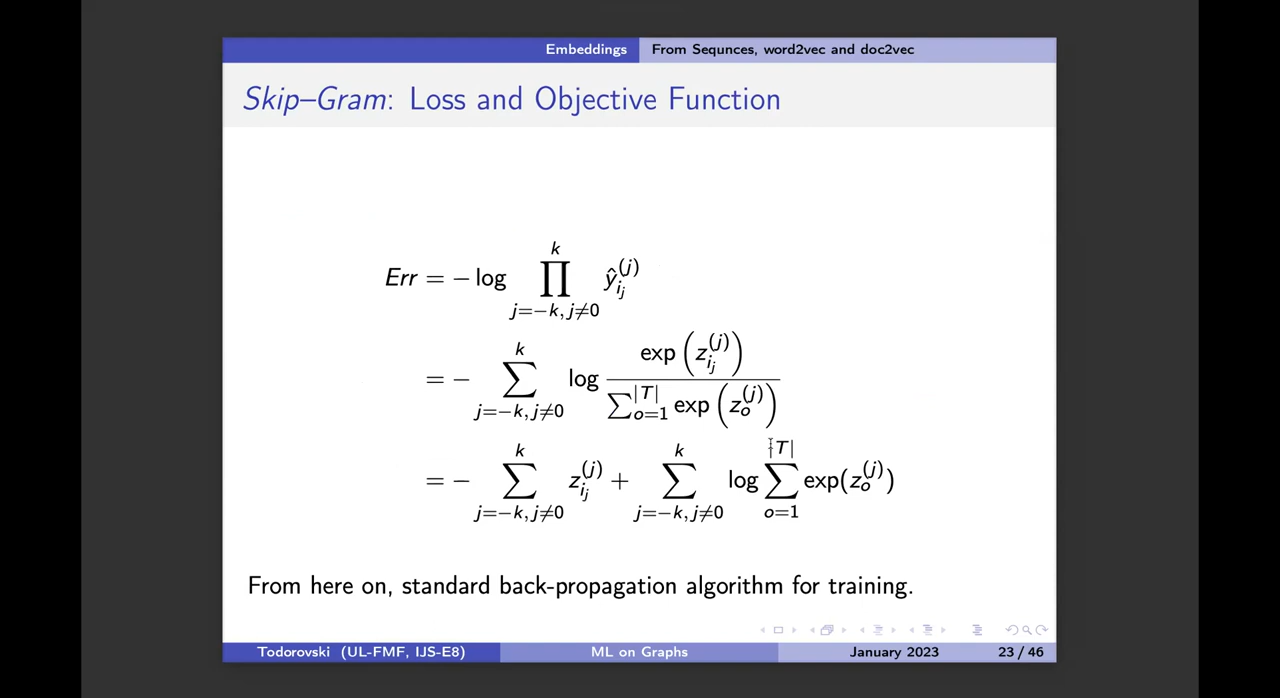 Embeddings From Sequnces, word2vec and doc2vec
Skip–Gram: Loss and Objective Function
Err = − log ∏_{j=−k, j≠0}^{k} ŷ_{i_j}^{(j)}
= − ∑_{j=−k, j≠0}^{k} log exp(z_{i_j}^{(j)}) / ∑_{o=1}^{|T|} exp(z_o^{(j)})
= − ∑_{j=−k, j≠0}^{k} z_{i_j}^{(j)} + ∑_{j=−k, j≠0}^{k} log ∑_{o=1}^{|T|} exp(z_o^{(j)})
From here on, standard back-propagation algorithm for training.
Todorovski (UL-FMF, IJS-E8) ML on Graphs January 2023 23 / 46